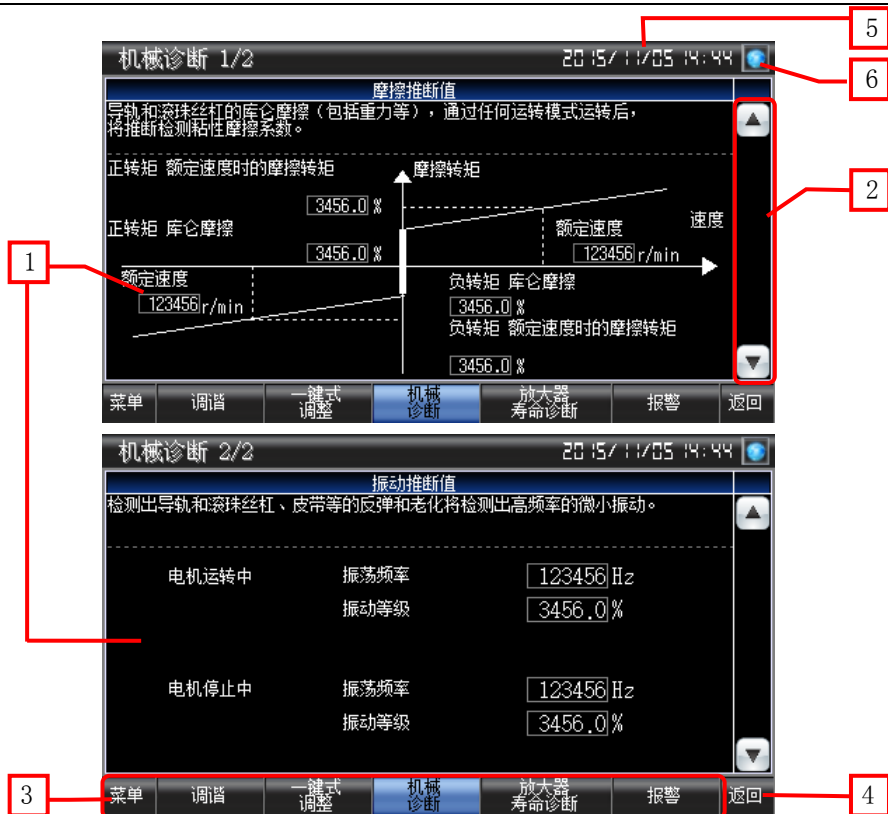 5
机械诊断 1/2
2015/11/05 14:44
6
摩擦推断值
导轨和滚珠丝杠的库仑摩擦（包括重力等），通过任何运转模式运转后，
将推断检测粘性摩擦系数。
正转矩 额定速度时的摩擦转矩
摩擦转矩
2
3456.0 %
额定速度
速度
正转矩 库仑摩擦
3456.0 %
123456 r/min
1
额定速度
123456 r/min
负转矩 库仑摩擦
3456.0 %
负转矩 额定速度时的摩擦转矩
3456.0 %
菜单 调谐 一键式调整 机械诊断 放大器寿命诊断 报警 返回
机械诊断 2/2
2015/11/05 14:44
振动推断值
检测出导轨和滚珠丝杠、皮带等的反弹和老化将检测出高频率的微小振动。
电机运转中 振荡频率 123456 Hz
振动等级 3456.0 %
电机停止中 振荡频率 123456 Hz
振动等级 3456.0 %
3
菜单 调谐 一键式调整 机械诊断 放大器寿命诊断 报警 返回
4